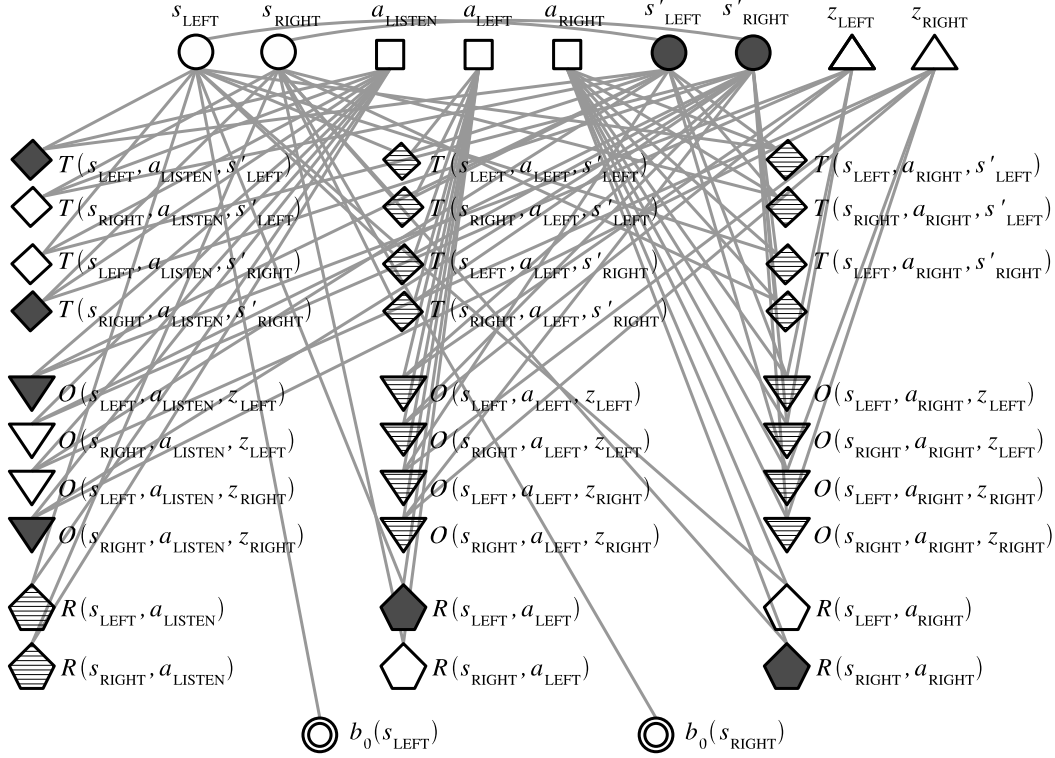 s_LEFT s_RIGHT a_LISTEN a_LEFT a_RIGHT s'_LEFT s'_RIGHT z_LEFT z_RIGHT
T(s_LEFT, a_LISTEN, s'_LEFT) T(s_LEFT, a_LEFT, s'_LEFT) T(s_LEFT, a_RIGHT, s'_LEFT)
T(s_RIGHT, a_LISTEN, s'_LEFT) T(s_RIGHT, a_LEFT, s'_LEFT) T(s_RIGHT, a_RIGHT, s'_LEFT)
T(s_LEFT, a_LISTEN, s'_RIGHT) T(s_LEFT, a_LEFT, s'_RIGHT) T(s_LEFT, a_RIGHT, s'_RIGHT)
T(s_RIGHT, a_LISTEN, s'_RIGHT) T(s_RIGHT, a_LEFT, s'_RIGHT)
O(s_LEFT, a_LISTEN, z_LEFT) O(s_LEFT, a_LEFT, z_LEFT) O(s_LEFT, a_RIGHT, z_LEFT)
O(s_RIGHT, a_LISTEN, z_LEFT) O(s_RIGHT, a_LEFT, z_LEFT) O(s_RIGHT, a_RIGHT, z_LEFT)
O(s_LEFT, a_LISTEN, z_RIGHT) O(s_LEFT, a_LEFT, z_RIGHT) O(s_LEFT, a_RIGHT, z_RIGHT)
O(s_RIGHT, a_LISTEN, z_RIGHT) O(s_RIGHT, a_LEFT, z_RIGHT) O(s_RIGHT, a_RIGHT, z_RIGHT)
R(s_LEFT, a_LISTEN) R(s_LEFT, a_LEFT) R(s_LEFT, a_RIGHT)
R(s_RIGHT, a_LISTEN) R(s_RIGHT, a_LEFT) R(s_RIGHT, a_RIGHT)
b_0(s_LEFT) b_0(s_RIGHT)